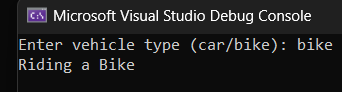 Microsoft Visual Studio Debug Console
Enter vehicle type (car/bike): bike
Riding a Bike